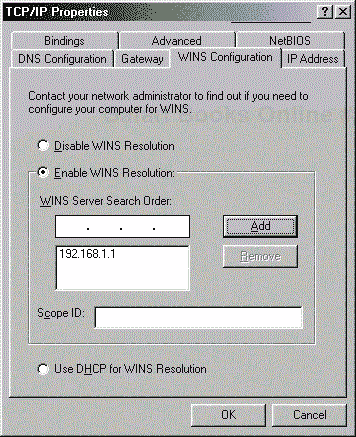 TCP/IP Properties
Bindings Advanced NetBIOS
DNS Configuration Gateway WINS Configuration IP Address
Contact your network administrator to find out if you need to
configure your computer for WINS.
Disable WINS Resolution
Enable WINS Resolution:
WINS Server Search Order:
. . . Add
192.168.1.1 Remove
Scope ID:
Use DHCP for WINS Resolution
OK Cancel